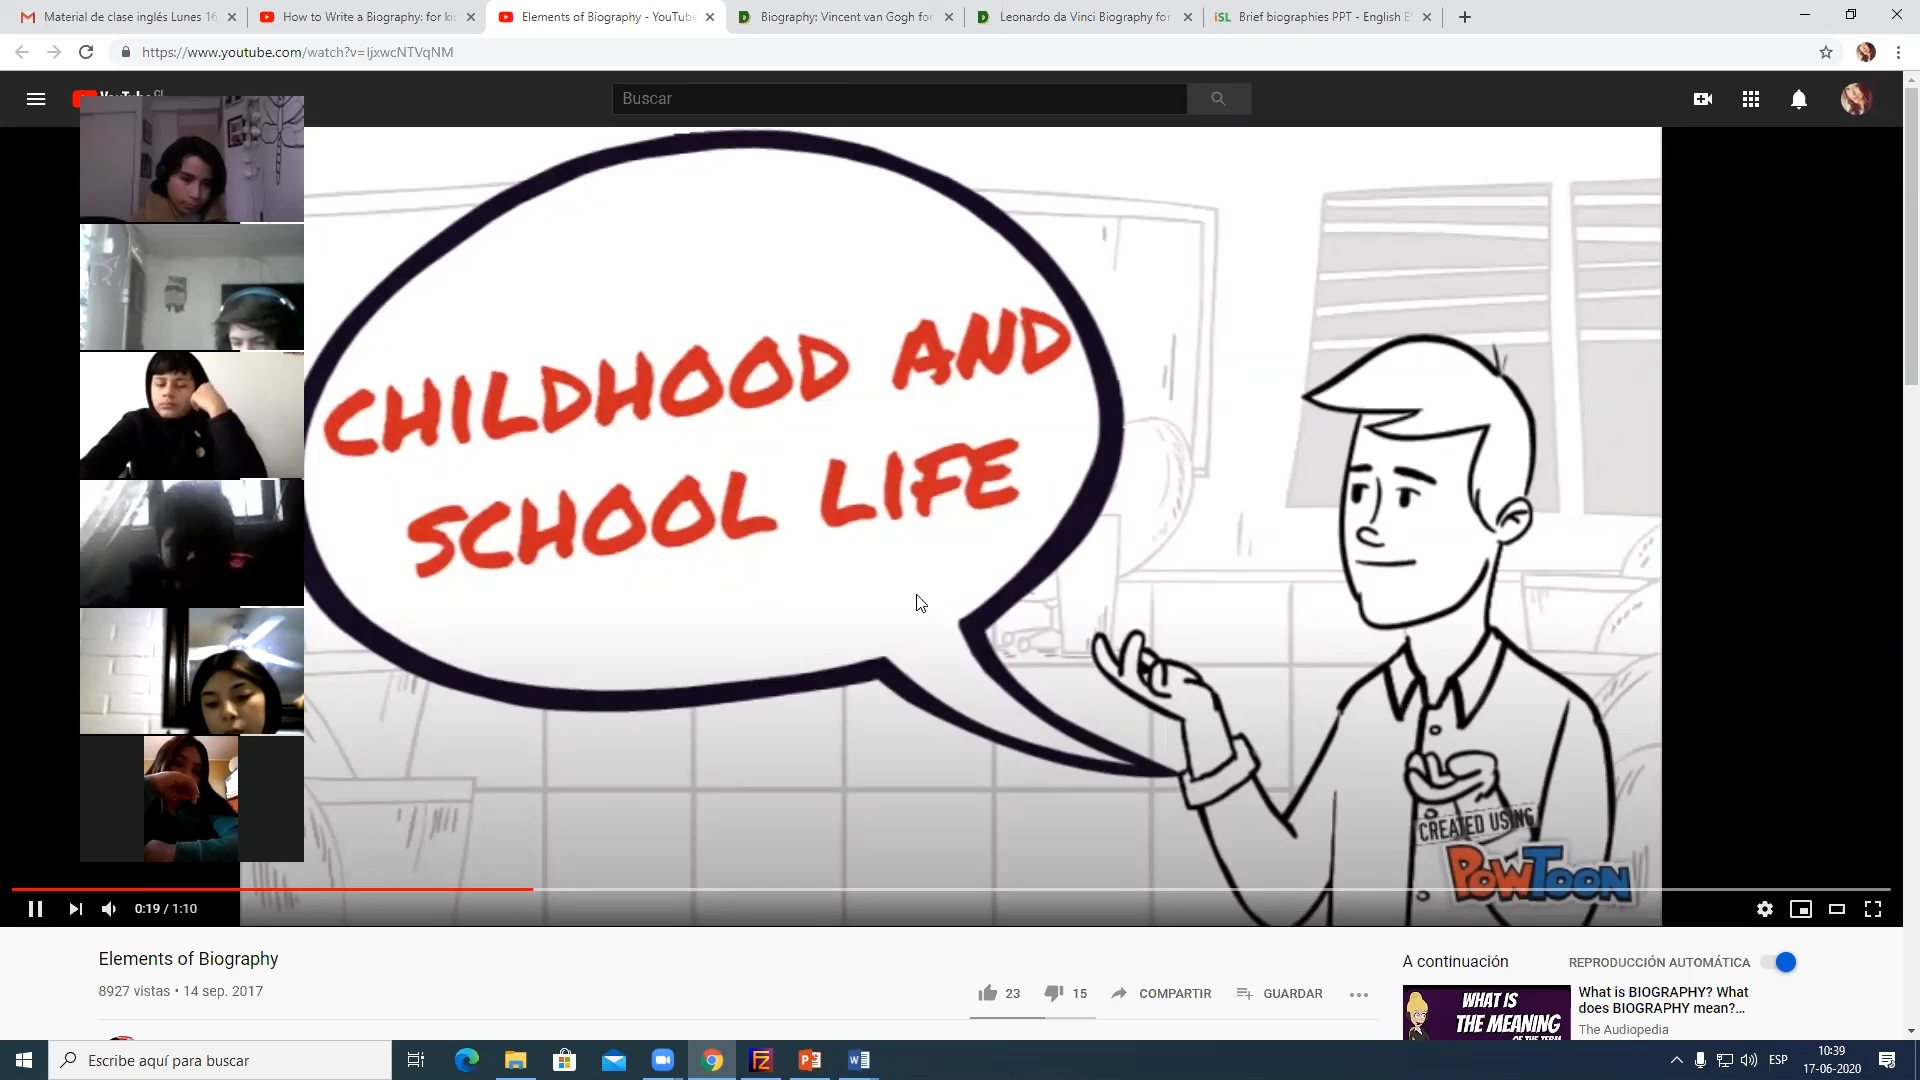 Material de clase inglés Lunes 16
How to Write a Biography: for ki
Elements of Biography - YouTube
Biography: Vincent van Gogh for
Leonardo da Vinci Biography for
iSL Brief biographies PPT - English E
https://www.youtube.com/watch?v=IjxwcNTVqNM
Buscar
CHILDHOOD AND
SCHOOL LIFE
CREATED USING
POWTOON
0:19 / 1:10
Elements of Biography
8927 vistas • 14 sep. 2017
23
15
COMPARTIR
GUARDAR
A continuación
REPRODUCCIÓN AUTOMÁTICA
WHAT IS
THE MEANING
OF THE TERM
What is BIOGRAPHY? What
does BIOGRAPHY mean?...
The Audiopedia
Escribe aquí para buscar
ESP
10:39
17-06-2020